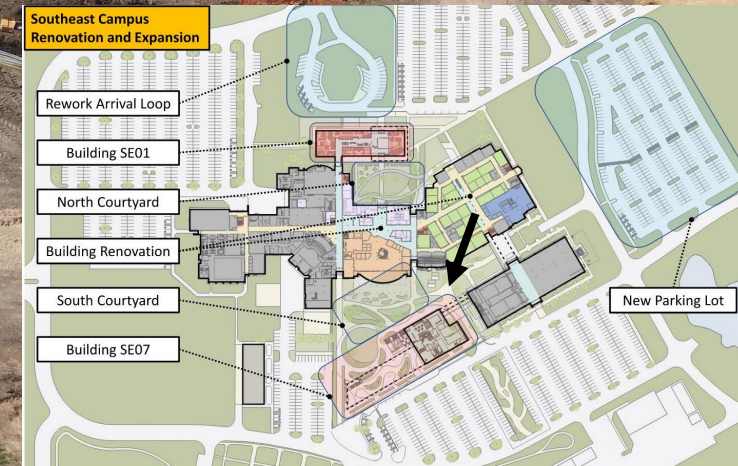 Southeast Campus
Renovation and Expansion
Rework Arrival Loop
Building SE01
North Courtyard
Building Renovation
South Courtyard
New Parking Lot
Building SE07